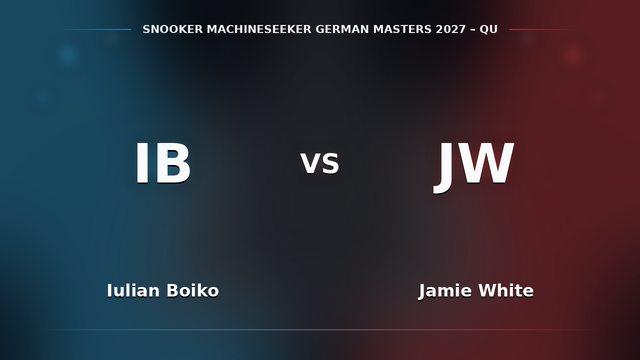 SNOOKER MACHINESEEKER GERMAN MASTERS 2027 – QU
IB VS JW
Iulian Boiko Jamie White